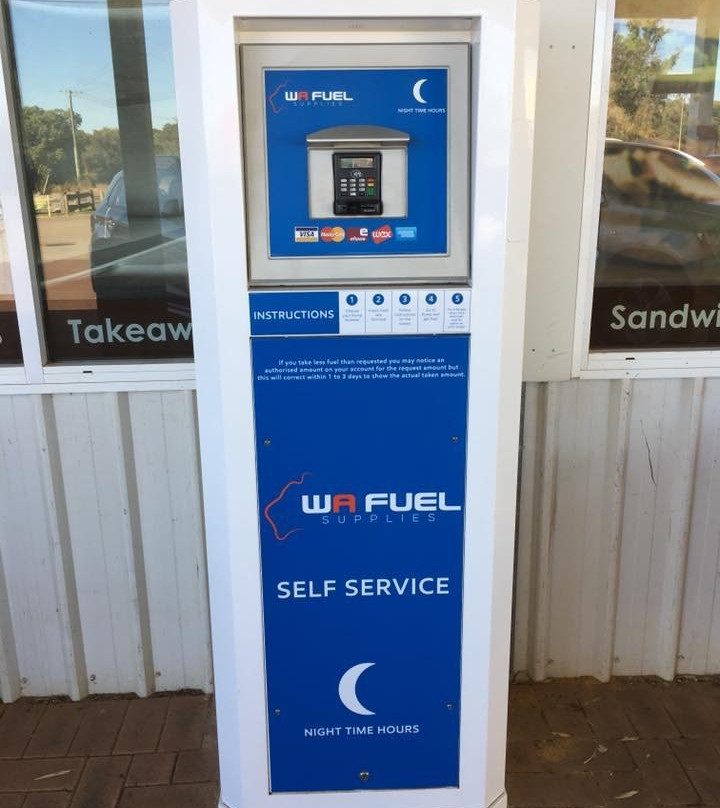 WA FUEL
SUPPLIES
NIGHT TIME HOURS
VISA MasterCard eftpos WEX
INSTRUCTIONS 1 2 3 4 5
If you take less fuel than requested you may notice an
authorised amount on your account for the request amount but
this will correct within 1 to 3 days to show the actual taken amount.
Takeaw
Sandwi
WA FUEL
SUPPLIES
SELF SERVICE
NIGHT TIME HOURS